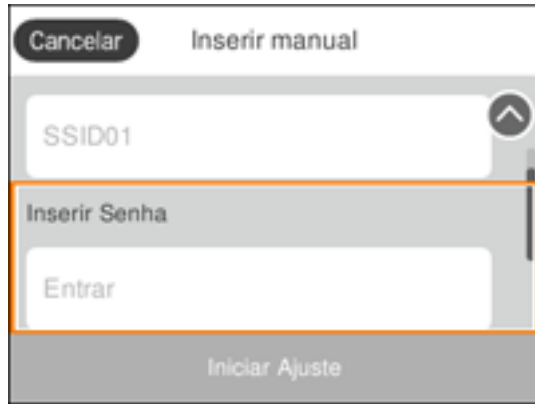 Cancelar Inserir manual
SSID01
Inserir Senha
Entrar
Iniciar Ajuste